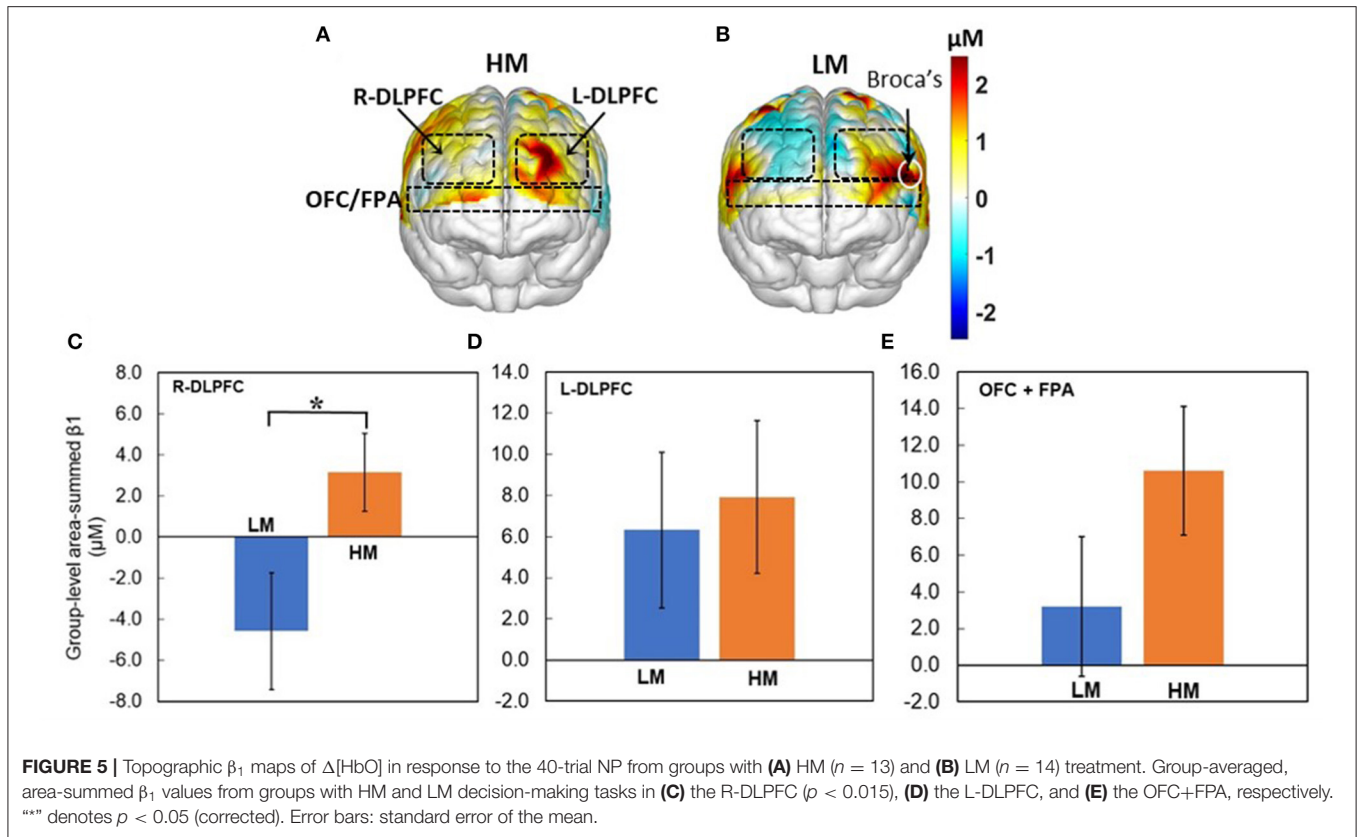 A
B
HM
LM
µM
R-DLPFC
L-DLPFC
Broca's
OFC/FPA
2
1
0
-1
-2
C
D
E
Group-level area-summed β1
(µM)
8.0
6.0
4.0
2.0
0.0
-2.0
-4.0
-6.0
-8.0
R-DLPFC
*
LM
HM
14.0
12.0
10.0
8.0
6.0
4.0
2.0
0.0
-2.0
L-DLPFC
LM
HM
16.0
14.0
12.0
10.0
8.0
6.0
4.0
2.0
0.0
-2.0
OFC + FPA
LM
HM
FIGURE 5 | Topographic β₁ maps of Δ[HbO] in response to the 40-trial NP from groups with (A) HM (n = 13) and (B) LM (n = 14) treatment. Group-averaged,
area-summed β₁ values from groups with HM and LM decision-making tasks in (C) the R-DLPFC (p < 0.015), (D) the L-DLPFC, and (E) the OFC+FPA, respectively.
“*” denotes p < 0.05 (corrected). Error bars: standard error of the mean.